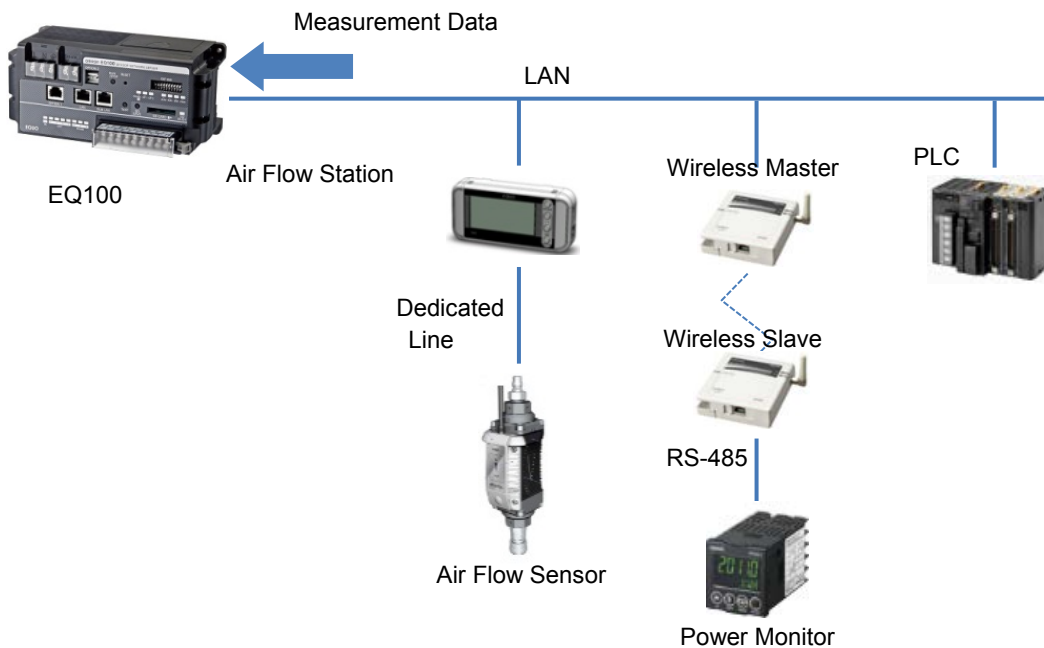 Measurement Data
LAN
EQ100
Air Flow Station
Wireless Master
PLC
Dedicated
Line
Wireless Slave
RS-485
Air Flow Sensor
Power Monitor